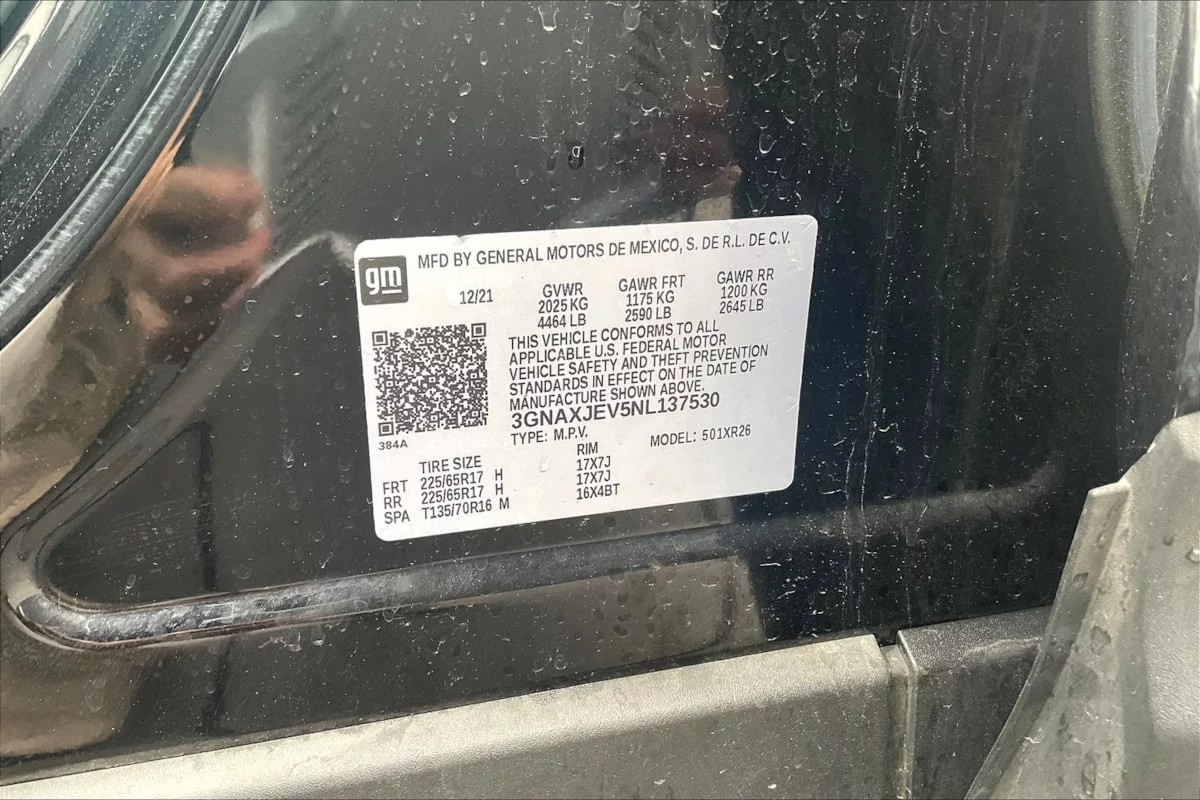 gm MFD BY GENERAL MOTORS DE MEXICO, S. DE R.L. DE C.V.
12/21
GVWR GAWR FRT GAWR RR
2025 KG 1175 KG 1200 KG
4464 LB 2590 LB 2645 LB
THIS VEHICLE CONFORMS TO ALL
APPLICABLE U.S. FEDERAL MOTOR
VEHICLE SAFETY AND THEFT PREVENTION
STANDARDS IN EFFECT ON THE DATE OF
MANUFACTURE SHOWN ABOVE.
3GNAXJEV5NL137530
384A
TYPE: M.P.V. MODEL: 501XR26
TIRE SIZE RIM
FRT 225/65R17 H 17X7J
RR 225/65R17 H 17X7J
SPA T135/70R16 M 16X4BT